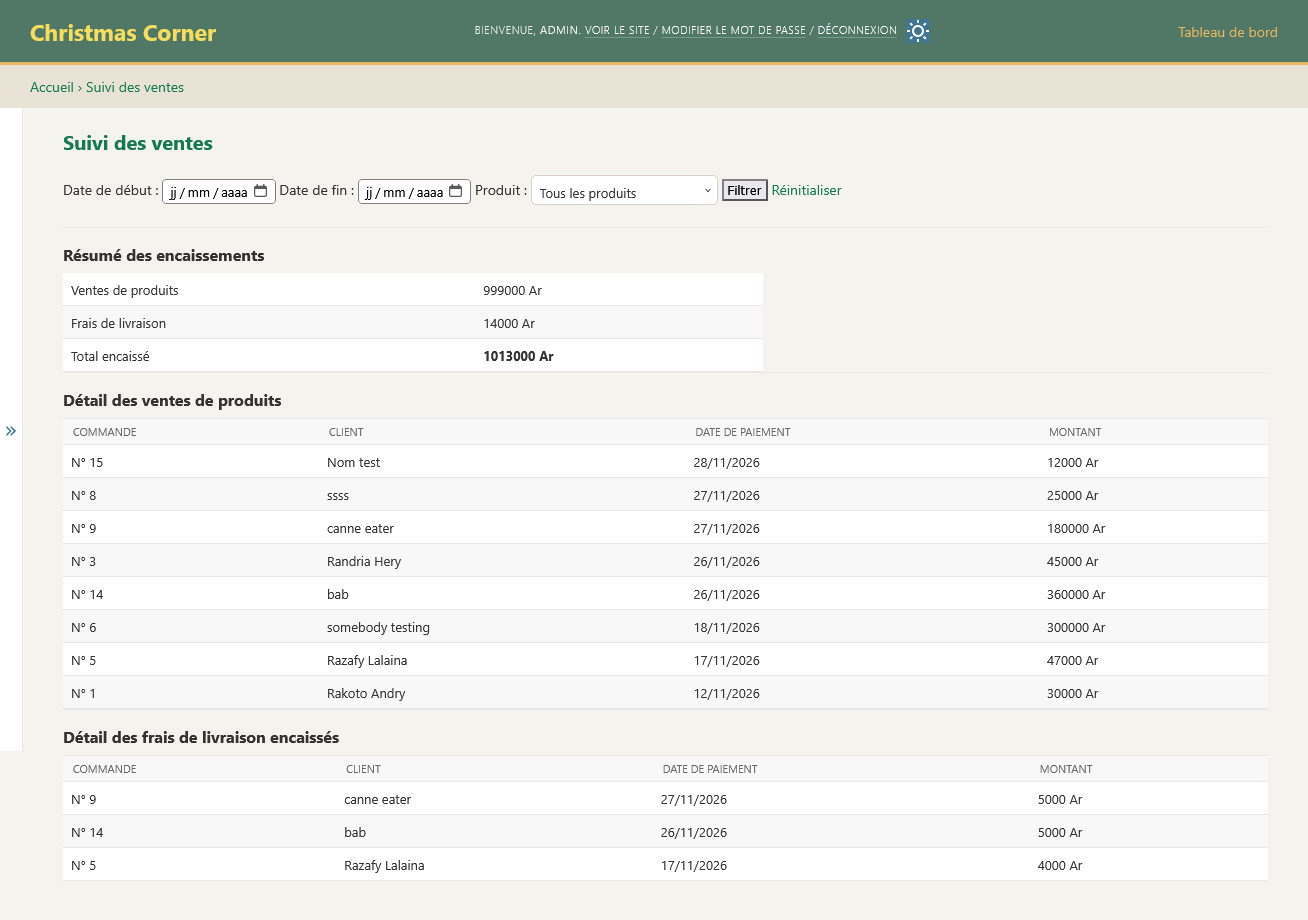 Christmas Corner
BIENVENUE, ADMIN. VOIR LE SITE / MODIFIER LE MOT DE PASSE / DÉCONNEXION
Tableau de bord
Accueil › Suivi des ventes
Suivi des ventes
Date de début : jj / mm / aaaa Date de fin : jj / mm / aaaa Produit : Tous les produits Filtrer Réinitialiser
Résumé des encaissements
Ventes de produits 999000 Ar
Frais de livraison 14000 Ar
Total encaissé 1013000 Ar
Détail des ventes de produits
COMMANDE CLIENT DATE DE PAIEMENT MONTANT
N° 15 Nom test 28/11/2026 12000 Ar
N° 8 ssss 27/11/2026 25000 Ar
N° 9 canne eater 27/11/2026 180000 Ar
N° 3 Randria Hery 26/11/2026 45000 Ar
N° 14 bab 26/11/2026 360000 Ar
N° 6 somebody testing 18/11/2026 300000 Ar
N° 5 Razafy Lalaina 17/11/2026 47000 Ar
N° 1 Rakoto Andry 12/11/2026 30000 Ar
Détail des frais de livraison encaissés
COMMANDE CLIENT DATE DE PAIEMENT MONTANT
N° 9 canne eater 27/11/2026 5000 Ar
N° 14 bab 26/11/2026 5000 Ar
N° 5 Razafy Lalaina 17/11/2026 4000 Ar